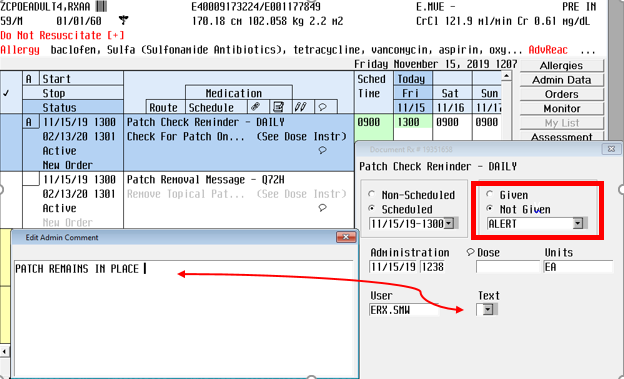 ZCPOEADULT4,RXAA E40009173224/E001177849 E.MUE - PRE IN
59/M 01/01/60 170.18 cm 102.058 kg 2.2 m2 CrCl 121.9 ml/min Cr 0.61 mg/dL
Do Not Resuscitate [+]
Allergy baclofen, Sulfa (Sulfonamide Antibiotics), tetracycline, vancomycin, aspirin, oxy... AdvReac ...
Friday November 15, 2019 1207
A Start Sched Today Allergies
Stop Medication Time Fri Sat Sun Admin Data
Status Route Schedule 11/15 11/16 11/17 Orders
Monitor
My List
Assessment
A 11/15/19 1300 Patch Check Reminder - DAILY 0900 1300 0900 0900
02/13/20 1301 Check For Patch On... (See Dose Instr)
Active
New Order
11/15/19 1300 Patch Removal Message - Q72H
02/13/20 1301 Remove Topical Pat... (See Dose Instr)
Active
New Order
Patch Check Reminder - DAILY
Non-Scheduled Given
Scheduled Not Given
11/15/19-1300 ALERT
Administration Dose Units
11/15/19 1238 EA
User Text
ERX.SMW
Edit Admin Comment
PATCH REMAINS IN PLACE